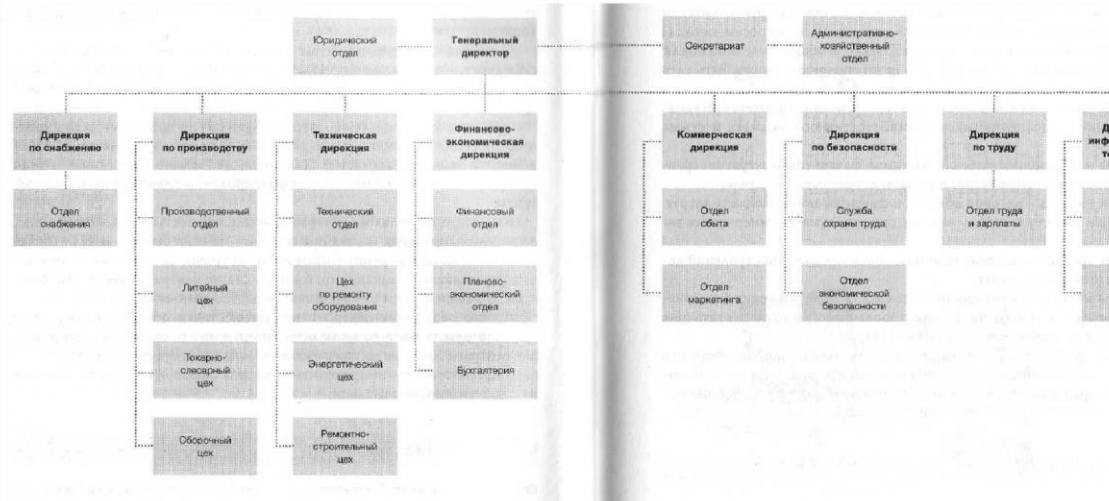 Юридический
отдел
Генеральный
директор
Секретариат
Административно-
хозяйственный
отдел
Дирекция
по снабжению
Дирекция
по производству
Техническая
дирекция
Финансово-
экономическая
дирекция
Коммерческая
дирекция
Дирекция
по безопасности
Дирекция
по труду
Отдел
снабжения
Производственный
отдел
Технический
отдел
Финансовый
отдел
Отдел
сбыта
Служба
охраны труда
Отдел труда
и зарплаты
Литейный
цех
Цех
по ремонту
оборудования
Планово-
экономический
отдел
Отдел
маркетинга
Отдел
экономической
безопасности
Токарно-
слесарный
цех
Энергетический
цех
Бухгалтерия
Сборочный
цех
Ремонтно-
строительный
цех